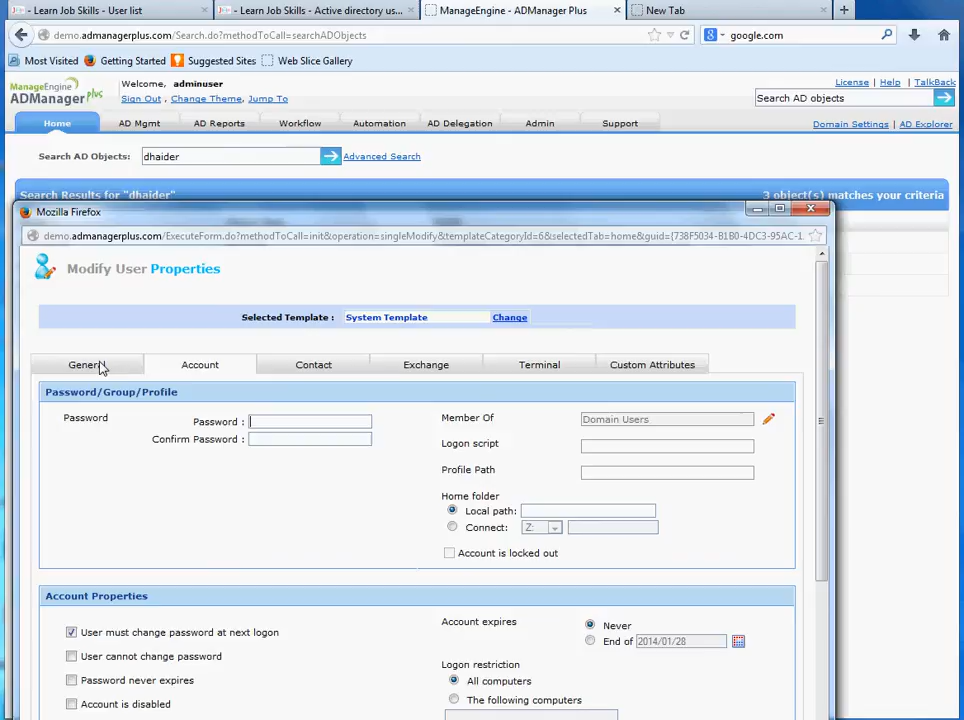 - Learn Job Skills - User list
- Learn Job Skills - Active directory us...
ManageEngine - ADManager Plus
New Tab
demo.admanagerplus.com/Search.do?methodToCall=searchADObjects
google.com
Most Visited Getting Started Suggested Sites Web Slice Gallery
ManageEngine
ADManager plus
Welcome, adminuser
License | Help | TalkBack
Sign Out , Change Theme, Jump To
Search AD objects
Home AD Mgmt AD Reports Workflow Automation AD Delegation Admin Support
Domain Settings | AD Explorer
Search AD Objects: dhaider Advanced Search
Search Results for "dhaider" 3 object(s) matches your criteria
Mozilla Firefox
demo.admanagerplus.com/ExecuteForm.do?methodToCall=init&operation=singleModify&templateCategoryId=6&selectedTab=home&guid={738F5034-B1B0-4DC3-95AC-1
Modify User Properties
Selected Template : System Template Change
General Account Contact Exchange Terminal Custom Attributes
Password/Group/Profile
Password
Password :
Confirm Password :
Member Of Domain Users
Logon script
Profile Path
Home folder
Local path:
Connect: Z:
Account is locked out
Account Properties
User must change password at next logon
User cannot change password
Password never expires
Account is disabled
Account expires Never
End of 2014/01/28
Logon restriction
All computers
The following computers